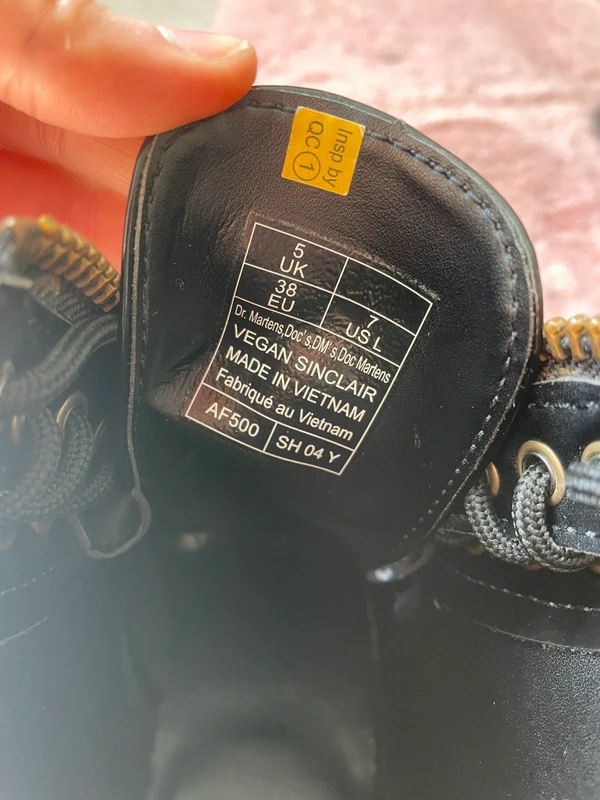 Insp by
QC 1
5
UK
38
EU
7
US L
Dr. Martens,Doc's,DM's,Doc Martens
VEGAN SINCLAIR
MADE IN VIETNAM
Fabriqué au Vietnam
AF500
SH 04 Y